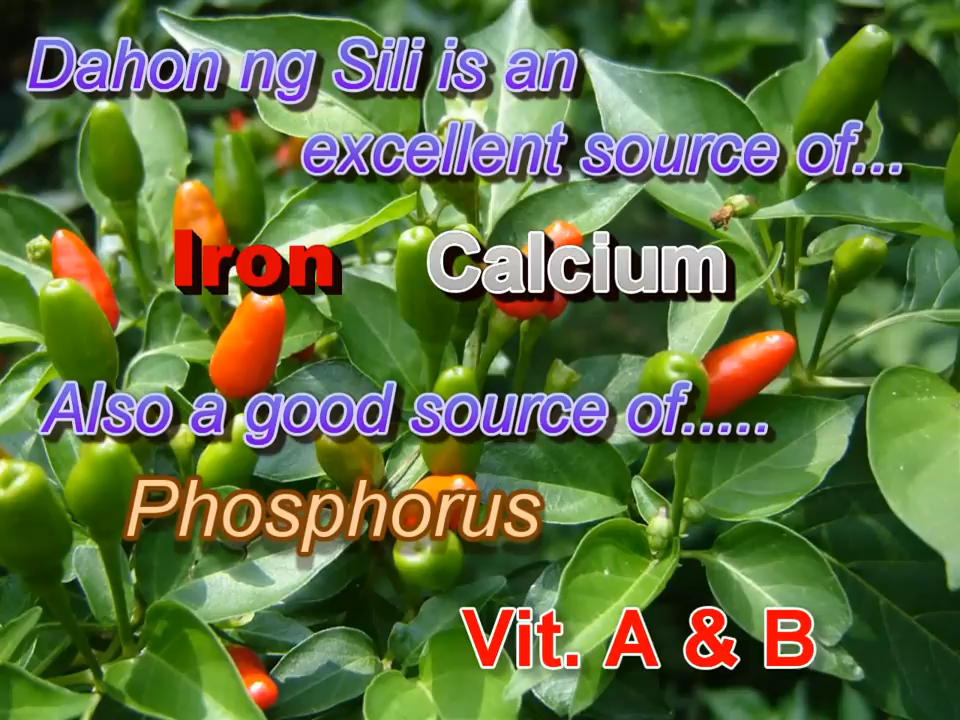 Dahon ng Sili is an
excellent source of...
Iron Calcium
Also a good source of.....
Phosphorus
Vit. A & B